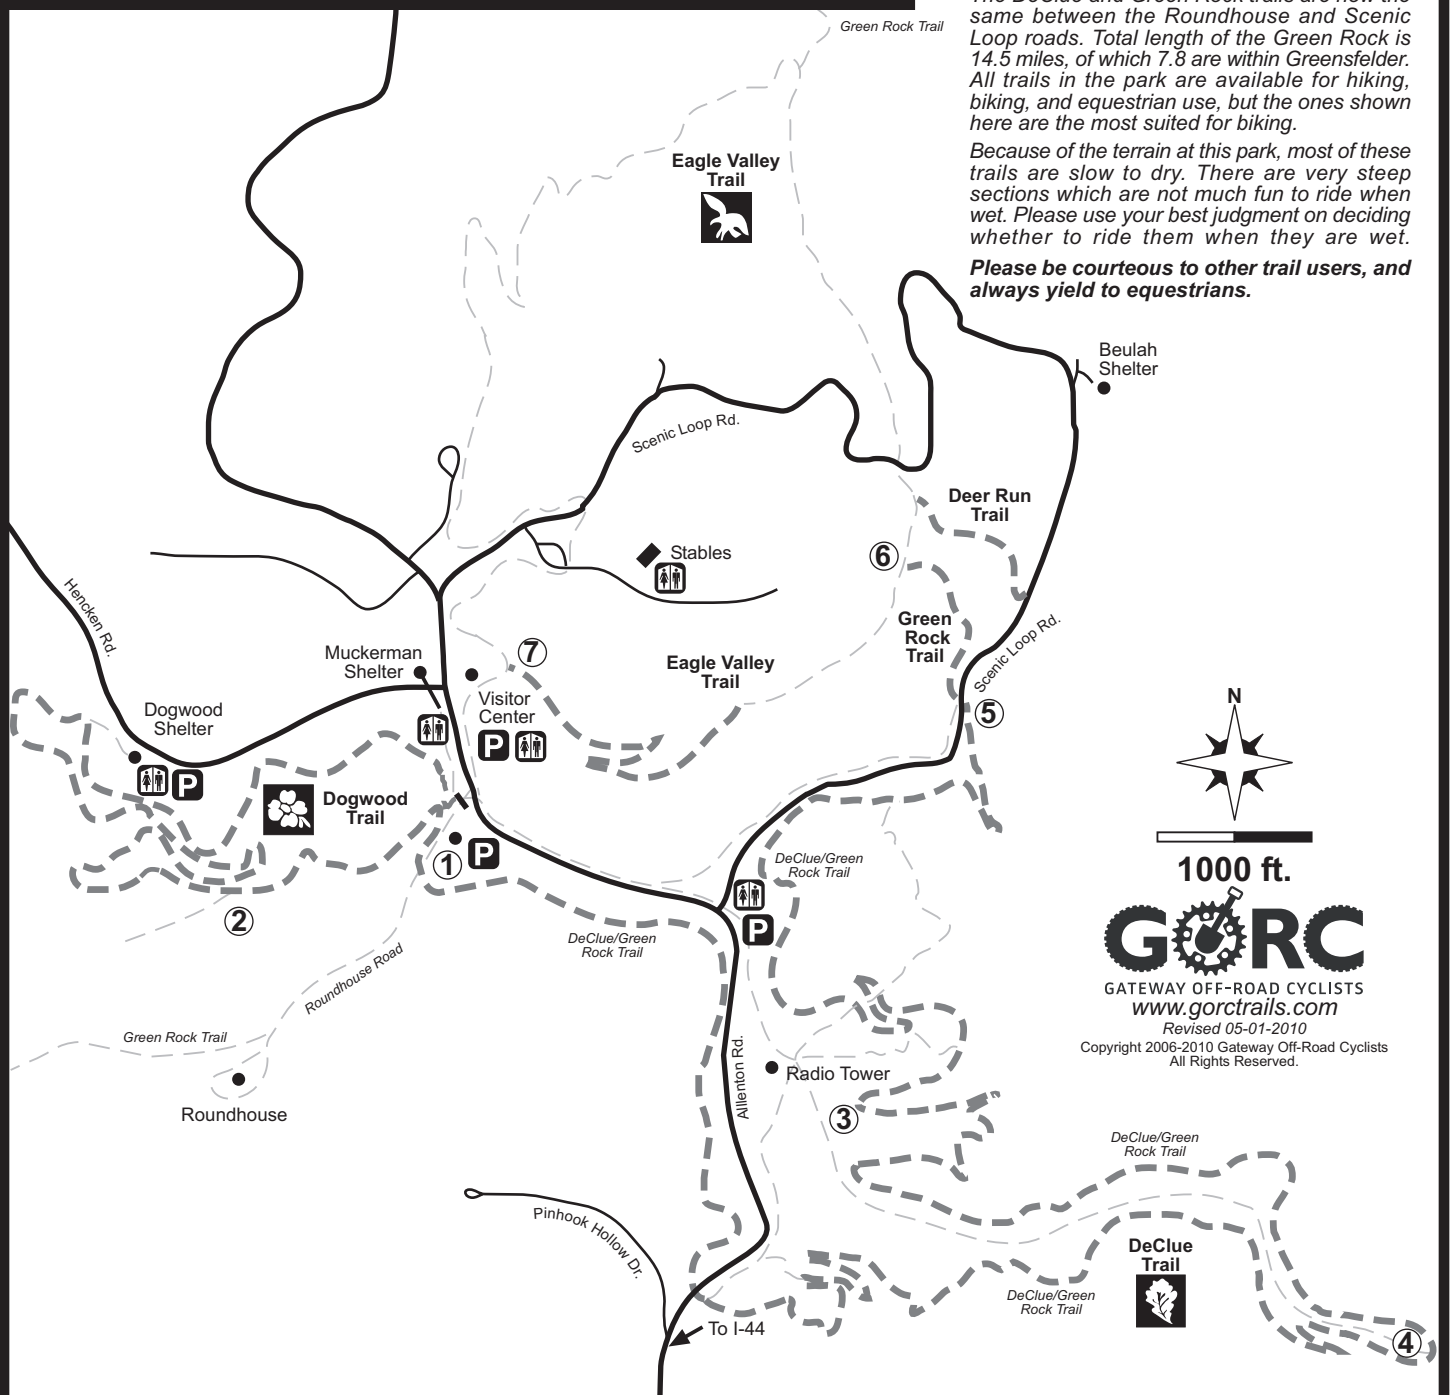 Green Rock Trail
same between the Roundhouse and Scenic
Loop roads. Total length of the Green Rock is
14.5 miles, of which 7.8 are within Greensfelder.
All trails in the park are available for hiking,
biking, and equestrian use, but the ones shown
here are the most suited for biking.
Because of the terrain at this park, most of these
trails are slow to dry. There are very steep
sections which are not much fun to ride when
wet. Please use your best judgment on deciding
whether to ride them when they are wet.
Please be courteous to other trail users, and
always yield to equestrians.
Eagle Valley
Trail
Beulah
Shelter
Scenic Loop Rd.
Deer Run
Trail
Stables
6
Hencken Rd.
Green
Rock
Trail
Scenic Loop Rd.
Muckerman
Shelter
7
Eagle Valley
Trail
Visitor
Center
P
Dogwood
Shelter
P
5
N
Dogwood
Trail
1
P
1000 ft.
DeClue/Green
Rock Trail
2
P
DeClue/Green
Rock Trail
GORC
GATEWAY OFF-ROAD CYCLISTS
www.gorctrails.com
Revised 05-01-2010
Copyright 2006-2010 Gateway Off-Road Cyclists
All Rights Reserved.
Roundhouse Road
Green Rock Trail
Roundhouse
Allenton Rd.
Radio Tower
3
DeClue/Green
Rock Trail
Pinhook Hollow Dr.
DeClue
Trail
DeClue/Green
Rock Trail
To I-44
4